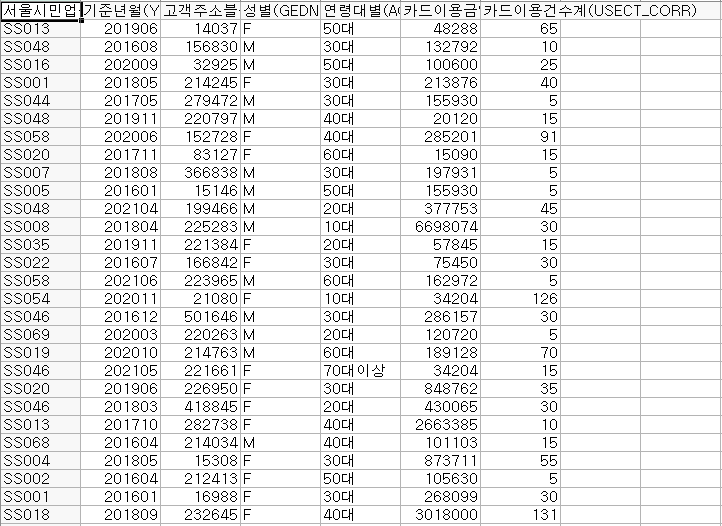 서울시민업 기준년월(Y 고객주소블 성별(GEDN 연령대별(AG 카드이용금 카드이용건수계(USECT_CORR)
SS013 201906 14037 F 50대 48288 65
SS048 201608 156830 M 30대 132792 10
SS016 202009 32925 M 50대 100600 25
SS001 201805 214245 F 30대 213876 40
SS044 201705 279472 M 30대 155930 5
SS048 201911 220797 M 40대 20120 15
SS058 202006 152728 F 40대 285201 91
SS020 201711 83127 F 60대 15090 15
SS007 201808 366838 M 30대 197931 5
SS005 201601 15146 M 50대 155930 5
SS048 202104 199466 M 20대 377753 45
SS008 201804 225283 M 10대 6698074 30
SS035 201911 221384 F 20대 57845 15
SS022 201607 166842 F 30대 75450 30
SS058 202106 223965 M 60대 162972 5
SS054 202011 21080 F 10대 34204 126
SS046 201612 501646 M 30대 286157 30
SS069 202003 220263 M 20대 120720 5
SS019 202010 214763 M 60대 189128 70
SS046 202105 221661 F 70대이상 34204 15
SS020 201906 226950 F 30대 848762 35
SS046 201803 418845 F 20대 430065 30
SS013 201710 282738 F 40대 2663385 10
SS068 201604 214034 M 40대 101103 15
SS004 201805 15308 F 30대 873711 55
SS002 201604 212413 F 50대 105630 5
SS001 201601 16988 F 30대 268099 30
SS018 201809 232645 F 40대 3018000 131